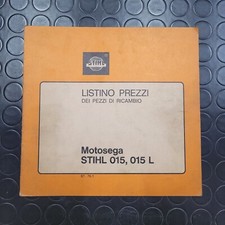 STIHL
LISTINO PREZZI
DEI PEZZI DI RICAMBIO
Motosega
STIHL 015, 015 L